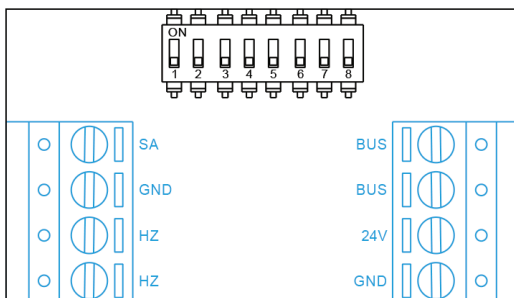 ON
1 2 3 4 5 6 7 8
SA BUS
GND BUS
HZ 24V
HZ GND